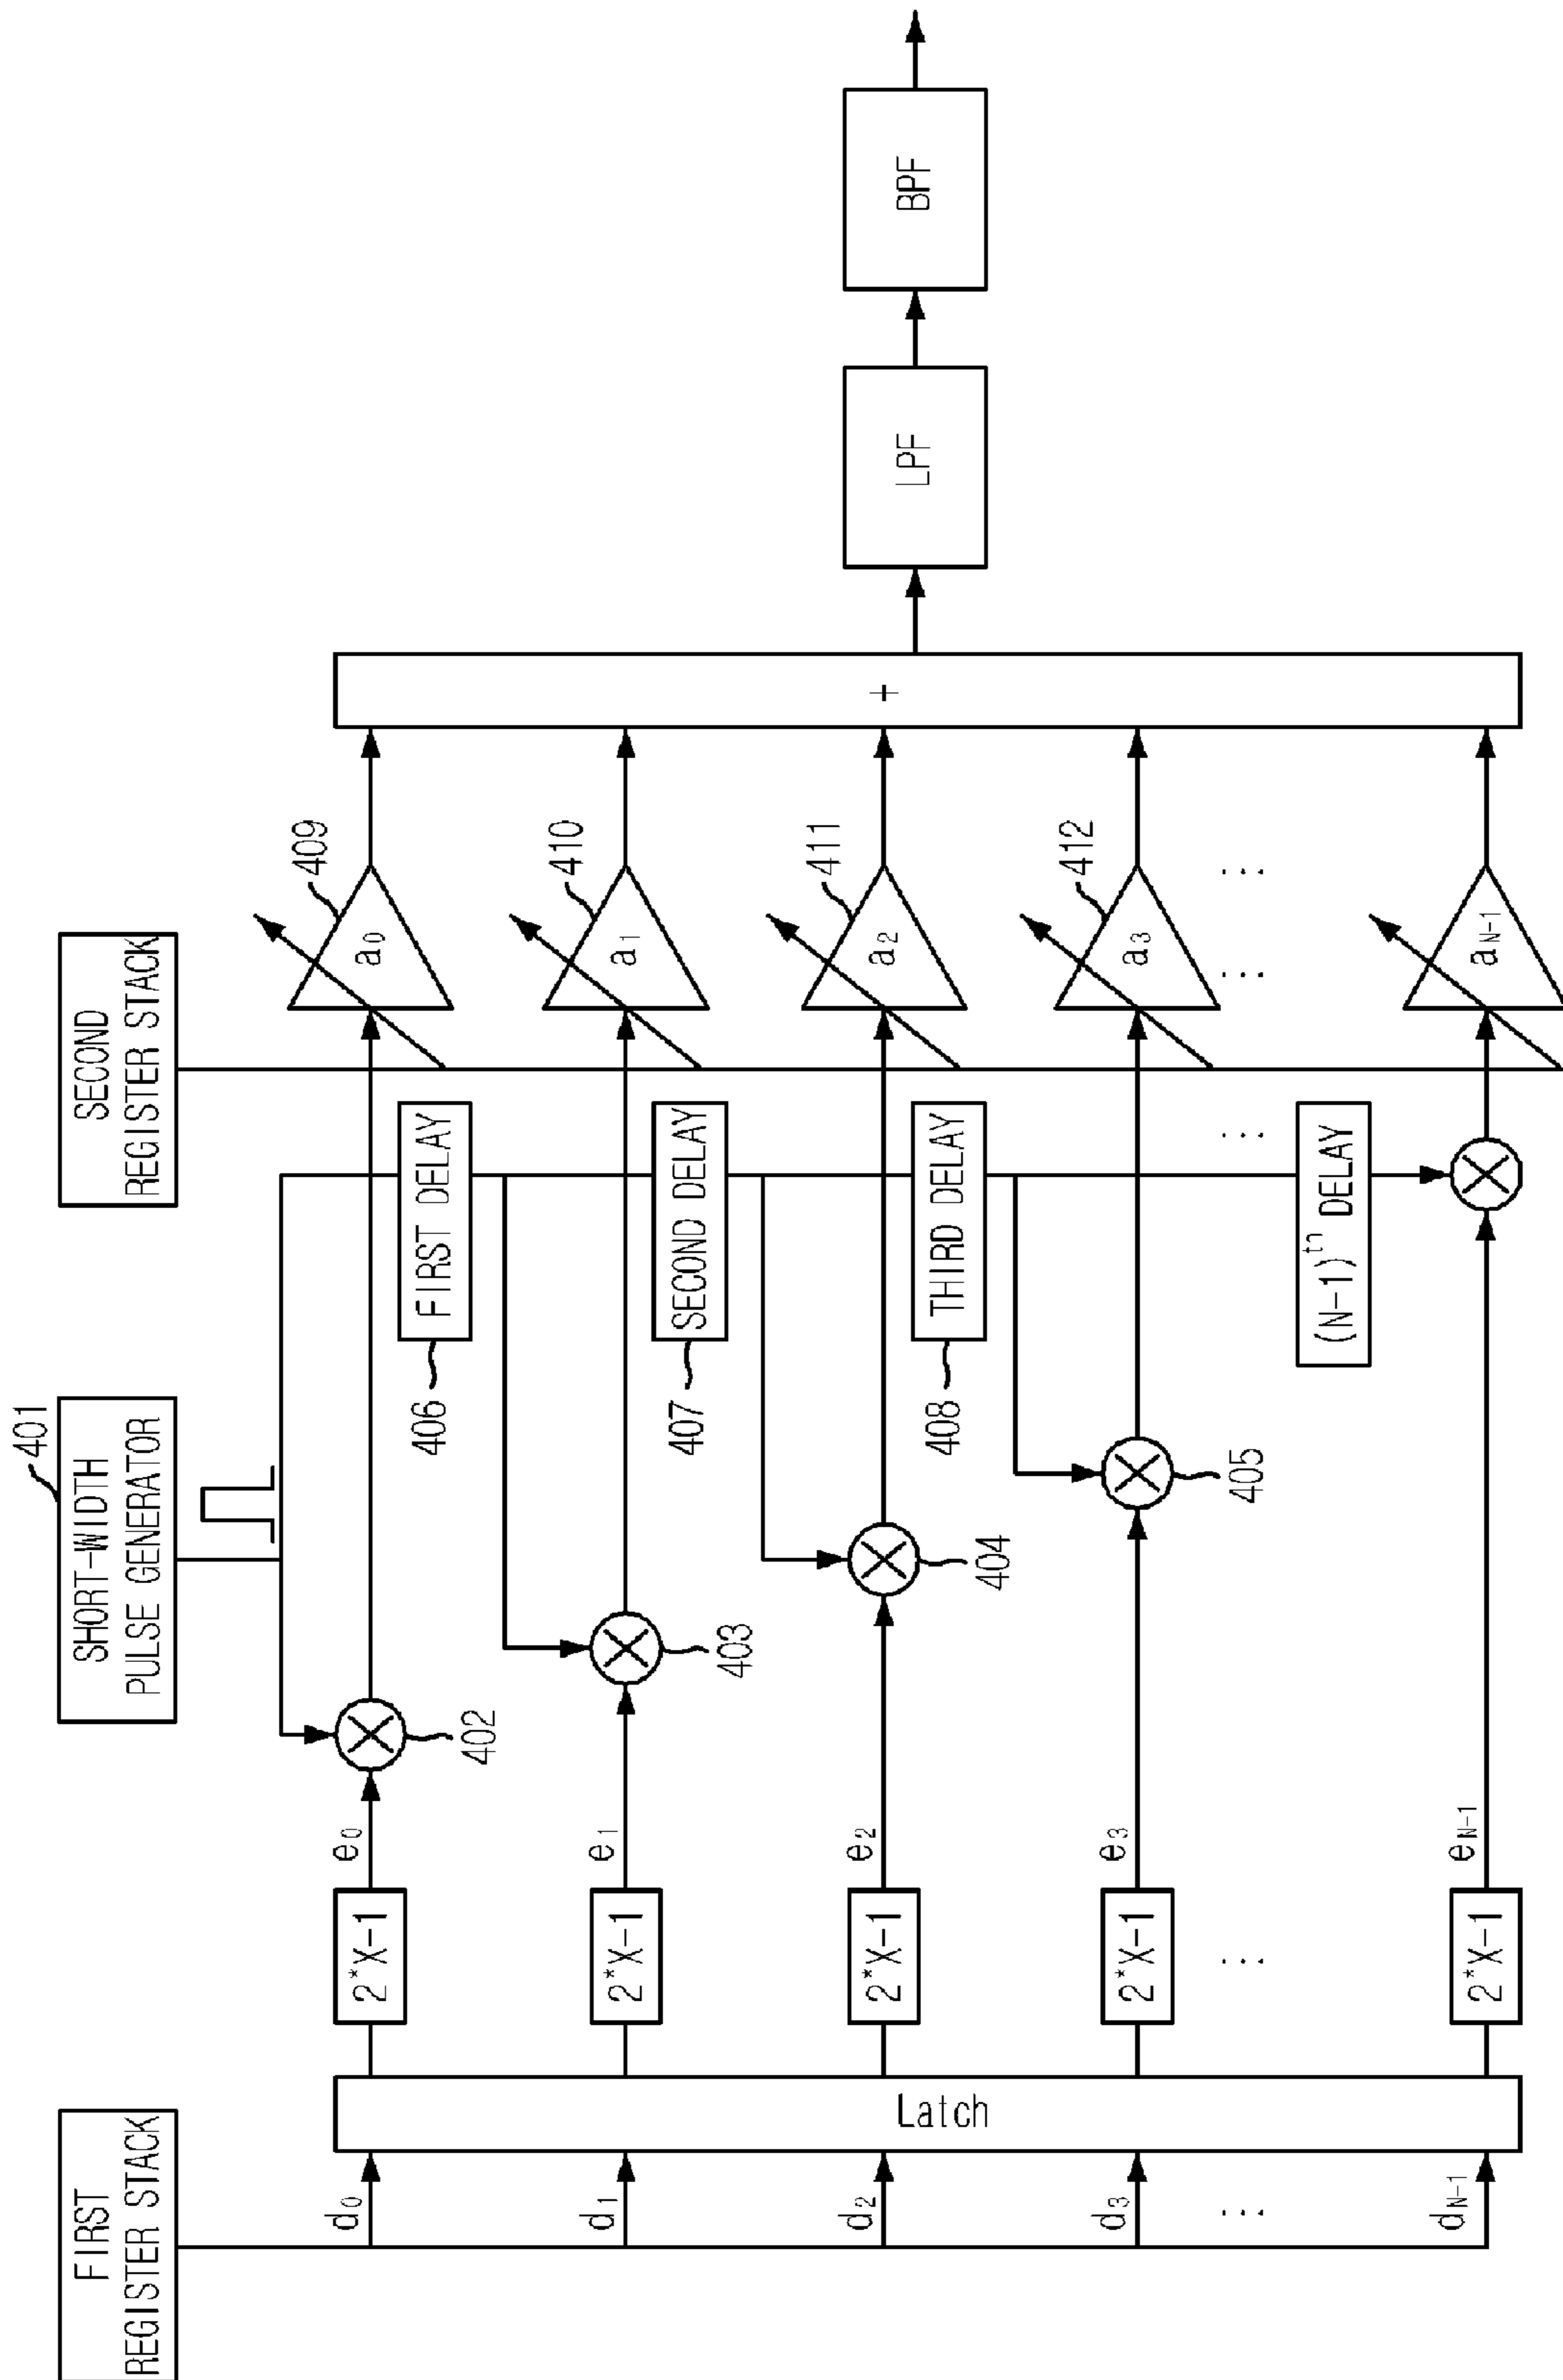 FIRST
REGISTER STACK
SHORT-WIDTH
PULSE GENERATOR
401
SECOND
REGISTER STACK
d0
2*X-1
e0
402
a0
409
FIRST DELAY
406
d1
2*X-1
e1
403
a1
410
SECOND DELAY
407
d2
Latch
2*X-1
e2
404
a2
411
+
LPF
BPF
THIRD DELAY
408
d3
2*X-1
e3
405
a3
412
...
...
...
...
...
(N-1)th DELAY
dN-1
2*X-1
eN-1
aN-1